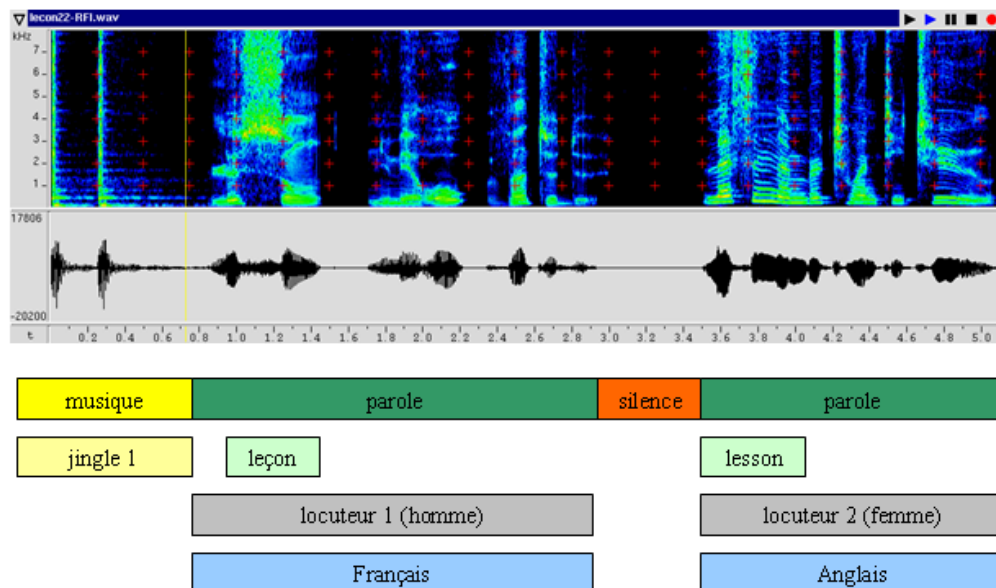 lecon22-RFI.wav
kHz
7
6
5
4
3
2
1
17806
-20200
t 0.2 0.4 0.6 0.8 1.0 1.2 1.4 1.6 1.8 2.0 2.2 2.4 2.6 2.8 3.0 3.2 3.4 3.6 3.8 4.0 4.2 4.4 4.6 4.8 5.0
musique parole silence parole
jingle 1 leçon lesson
locuteur 1 (homme) locuteur 2 (femme)
Français Anglais